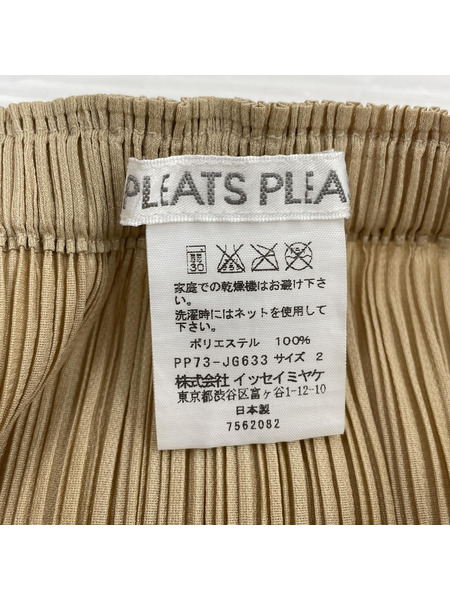 PLEATS PLEA
30
家庭での乾燥機はお避け下さ
い。
洗濯時にはネットを使用して
下さい。
ポリエステル 100%
PP73-JG633 サイズ 2
株式会社 イッセイミヤケ
東京都渋谷区富ヶ谷1-12-10
日本製
7562082